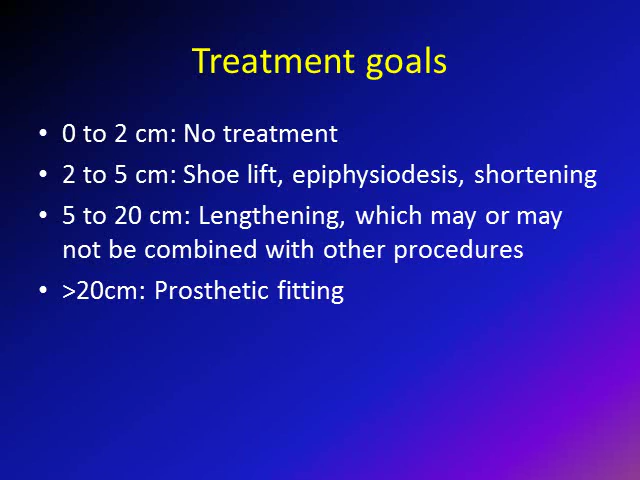 Treatment goals
• 0 to 2 cm: No treatment
• 2 to 5 cm: Shoe lift, epiphysiodesis, shortening
• 5 to 20 cm: Lengthening, which may or may
not be combined with other procedures
• >20cm: Prosthetic fitting